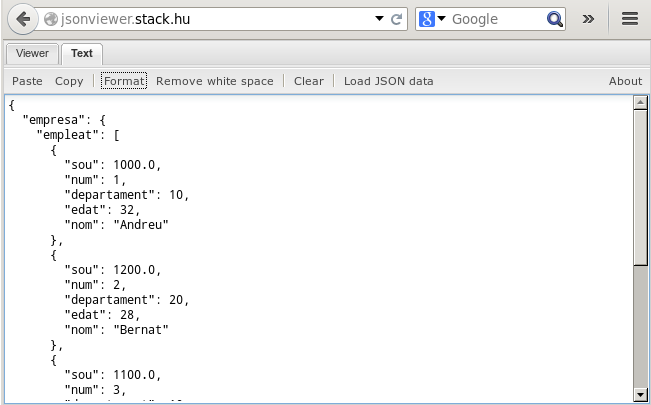 jsonviewer.stack.hu
Google
Viewer Text
Paste Copy Format Remove white space Clear Load JSON data About
{
"empresa": {
"empleat": [
{
"sou": 1000.0,
"num": 1,
"departament": 10,
"edat": 32,
"nom": "Andreu"
},
{
"sou": 1200.0,
"num": 2,
"departament": 20,
"edat": 28,
"nom": "Bernat"
},
{
"sou": 1100.0,
"num": 3,